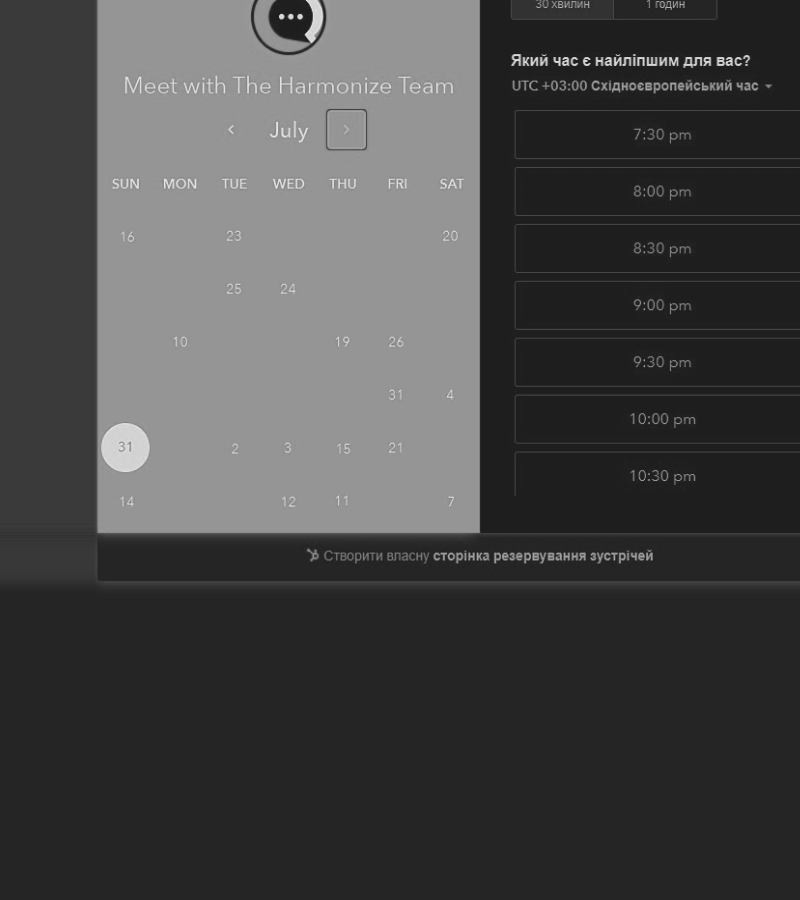 Meet with The Harmonize Team
July
SUN MON TUE WED THU FRI SAT
16 23 20
25 24
10 19 26
31 4
31 2 3 15 21
14 12 11 7
30 хвилин 1 годин
Який час є найліпшим для вас?
UTC +03:00 Східноєвропейський час
7:30 pm
8:00 pm
8:30 pm
9:00 pm
9:30 pm
10:00 pm
10:30 pm
Створити власну сторінка резервування зустрічей